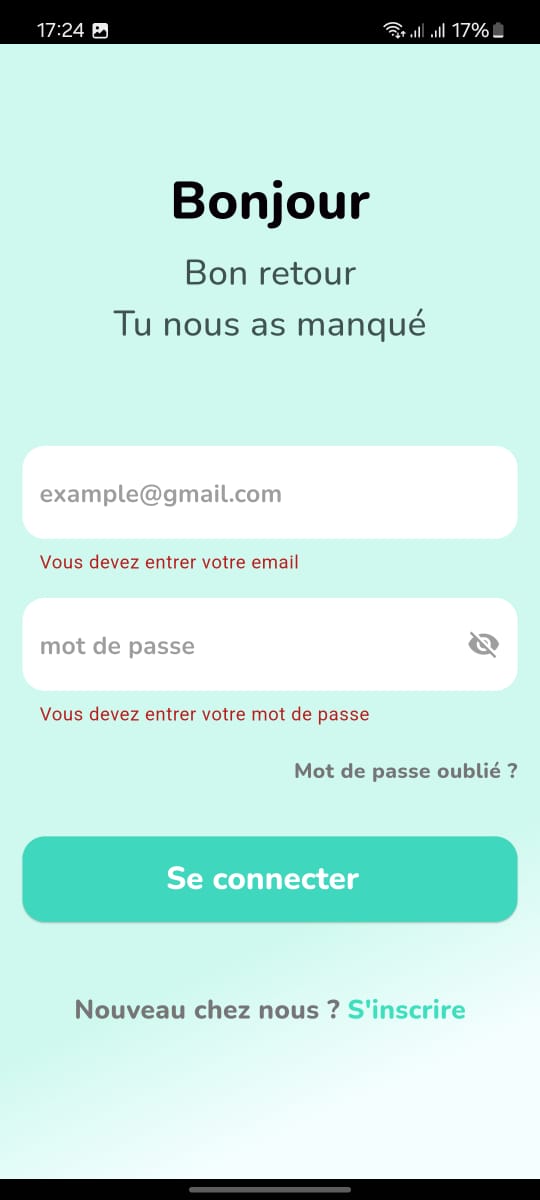 17:24 17%
Bonjour
Bon retour
Tu nous as manqué
example@gmail.com
Vous devez entrer votre email
mot de passe
Vous devez entrer votre mot de passe
Mot de passe oublié ?
Se connecter
Nouveau chez nous ? S'inscrire